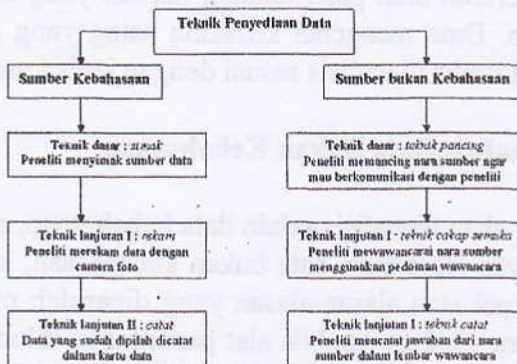 Teknik Penyediaan Data
Sumber Kebahasaan
Sumber bukan Kebahasaan
Teknik dasar : simak
Peneliti menyimak sumber data
Teknik dasar : teknik pancing
Peneliti memancing nara sumber agar
mau berkomunikasi dengan peneliti
Teknik lanjutan I : rekam
Peneliti merekam data dengan
camera foto
Teknik lanjutan I : teknik cakap semuka
Peneliti mewawancarai nara sumber
menggunakan pedoman wawancara
Teknik lanjutan II : catat
Data yang sudah dipilah dicatat
dalam kartu data
Teknik lanjutan I : teknik catat
Peneliti mencatat jawaban dari nara
sumber dalam lembar wawancara